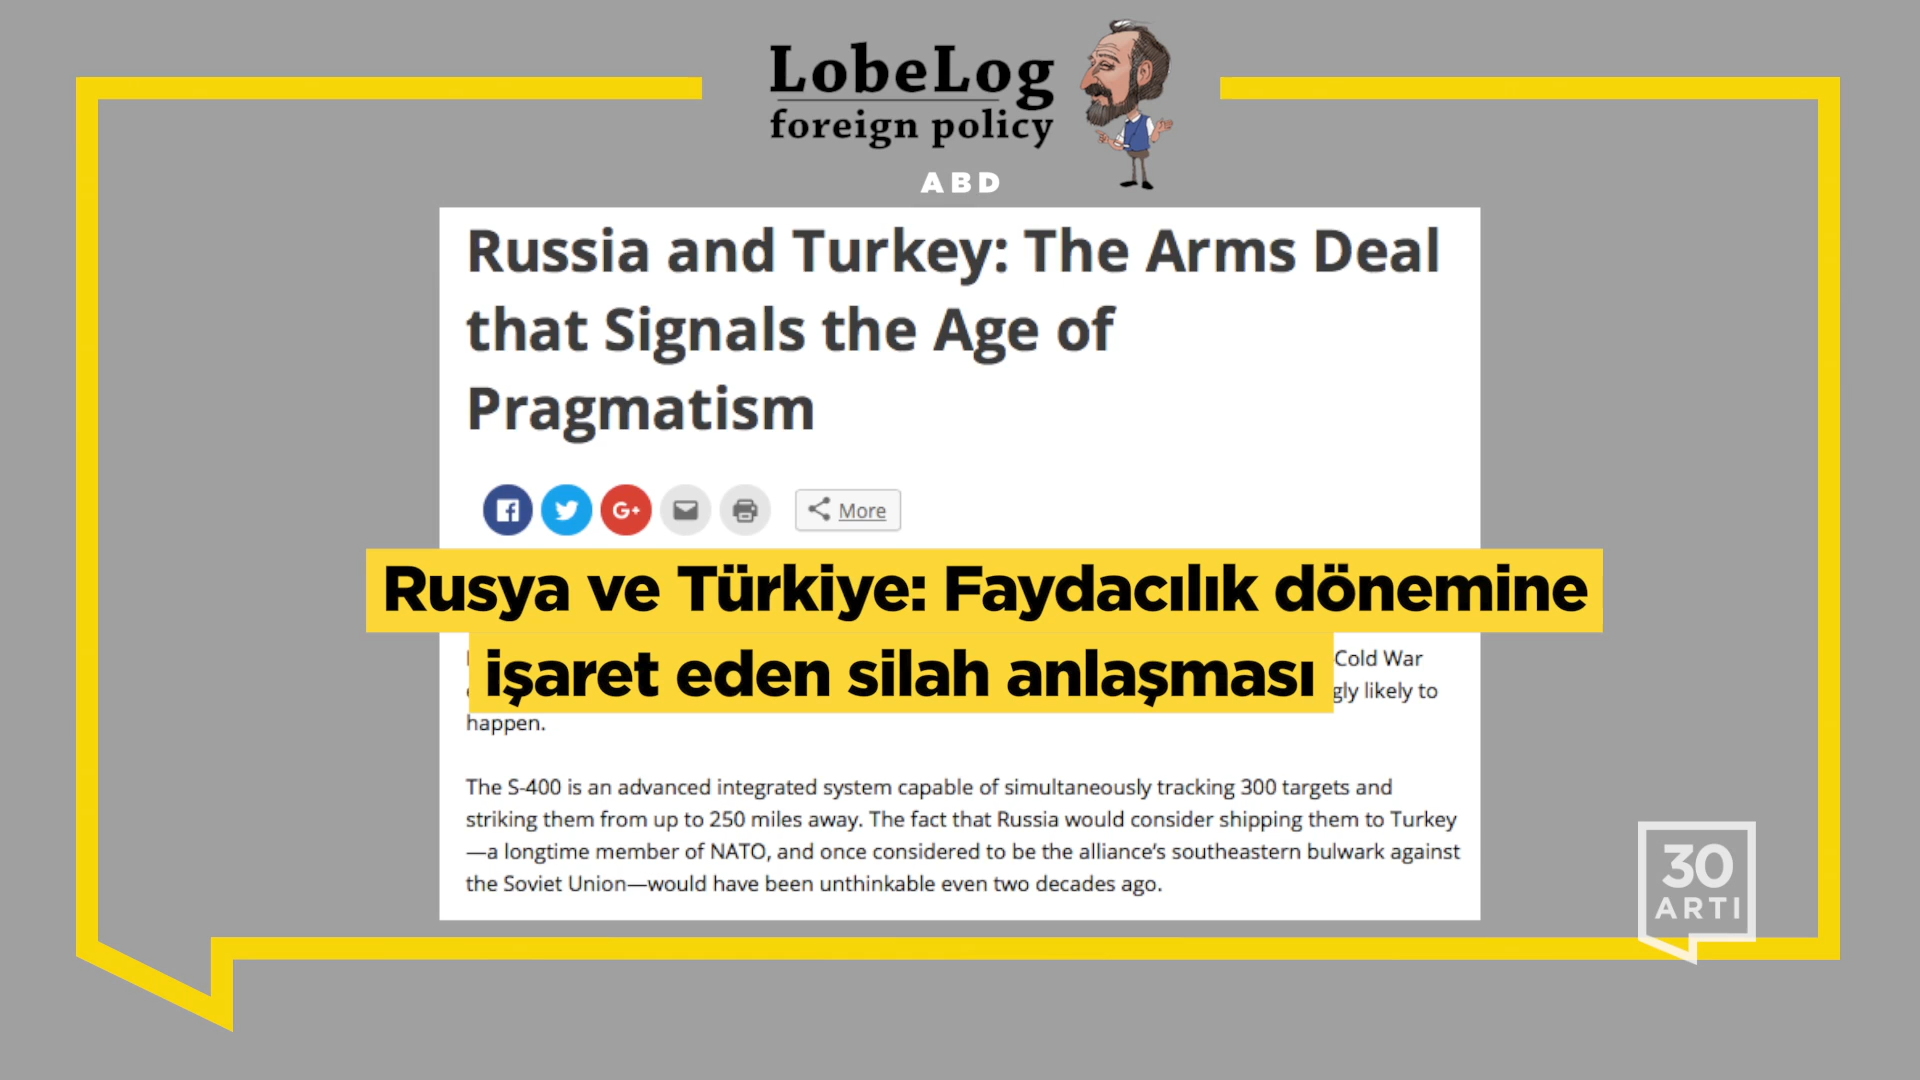 LobeLog
foreign policy
ABD
Russia and Turkey: The Arms Deal
that Signals the Age of
Pragmatism
G+
More
Rusya ve Türkiye: Faydacılık dönemine
işaret eden silah anlaşması
Cold War
gly likely to
happen.
The S-400 is an advanced integrated system capable of simultaneously tracking 300 targets and
striking them from up to 250 miles away. The fact that Russia would consider shipping them to Turkey
—a longtime member of NATO, and once considered to be the alliance’s southeastern bulwark against
the Soviet Union—would have been unthinkable even two decades ago.
30
ARTI